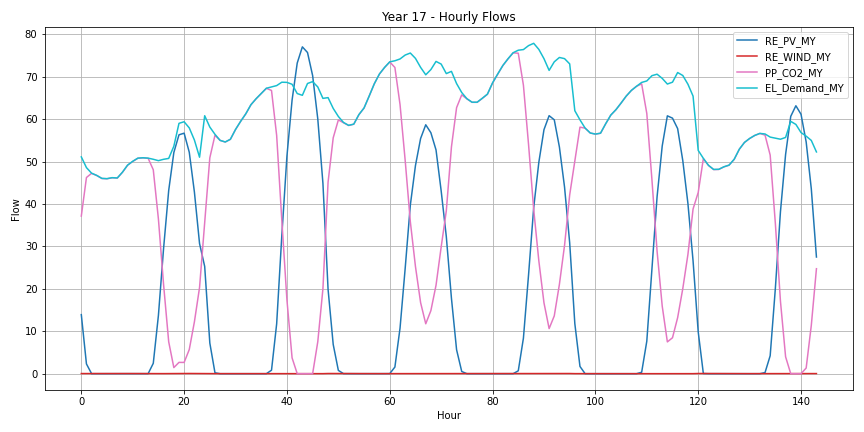 Year 17 - Hourly Flows
RE_PV_MY
RE_WIND_MY
PP_CO2_MY
EL_Demand_MY
80
70
60
50
40
30
20
10
0
Flow
0
20
40
60
80
100
120
140
Hour